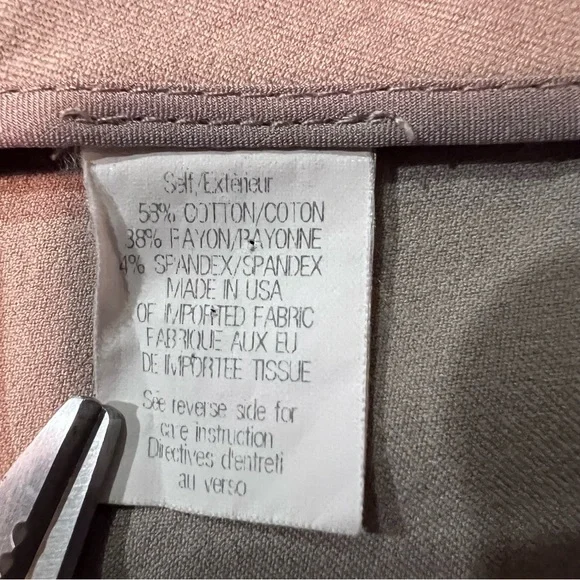 Self/Extérieur
58% COTTON/COTON
38% RAYON/RAYONNE
4% SPANDEX/SPANDEX
MADE IN USA
OF IMPORTED FABRIC
FABRIQUE AUX EU
DE IMPORTEE TISSUE
See reverse side for
care instruction
Directives d'entreti
au verso